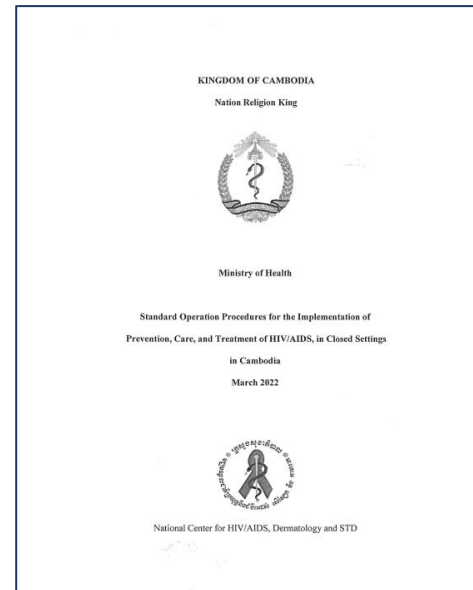 KINGDOM OF CAMBODIA
Nation Religion King
Ministry of Health
Standard Operation Procedures for the Implementation of
Prevention, Care, and Treatment of HIV/AIDS, in Closed Settings
in Cambodia
March 2022
National Center for HIV/AIDS, Dermatology and STD